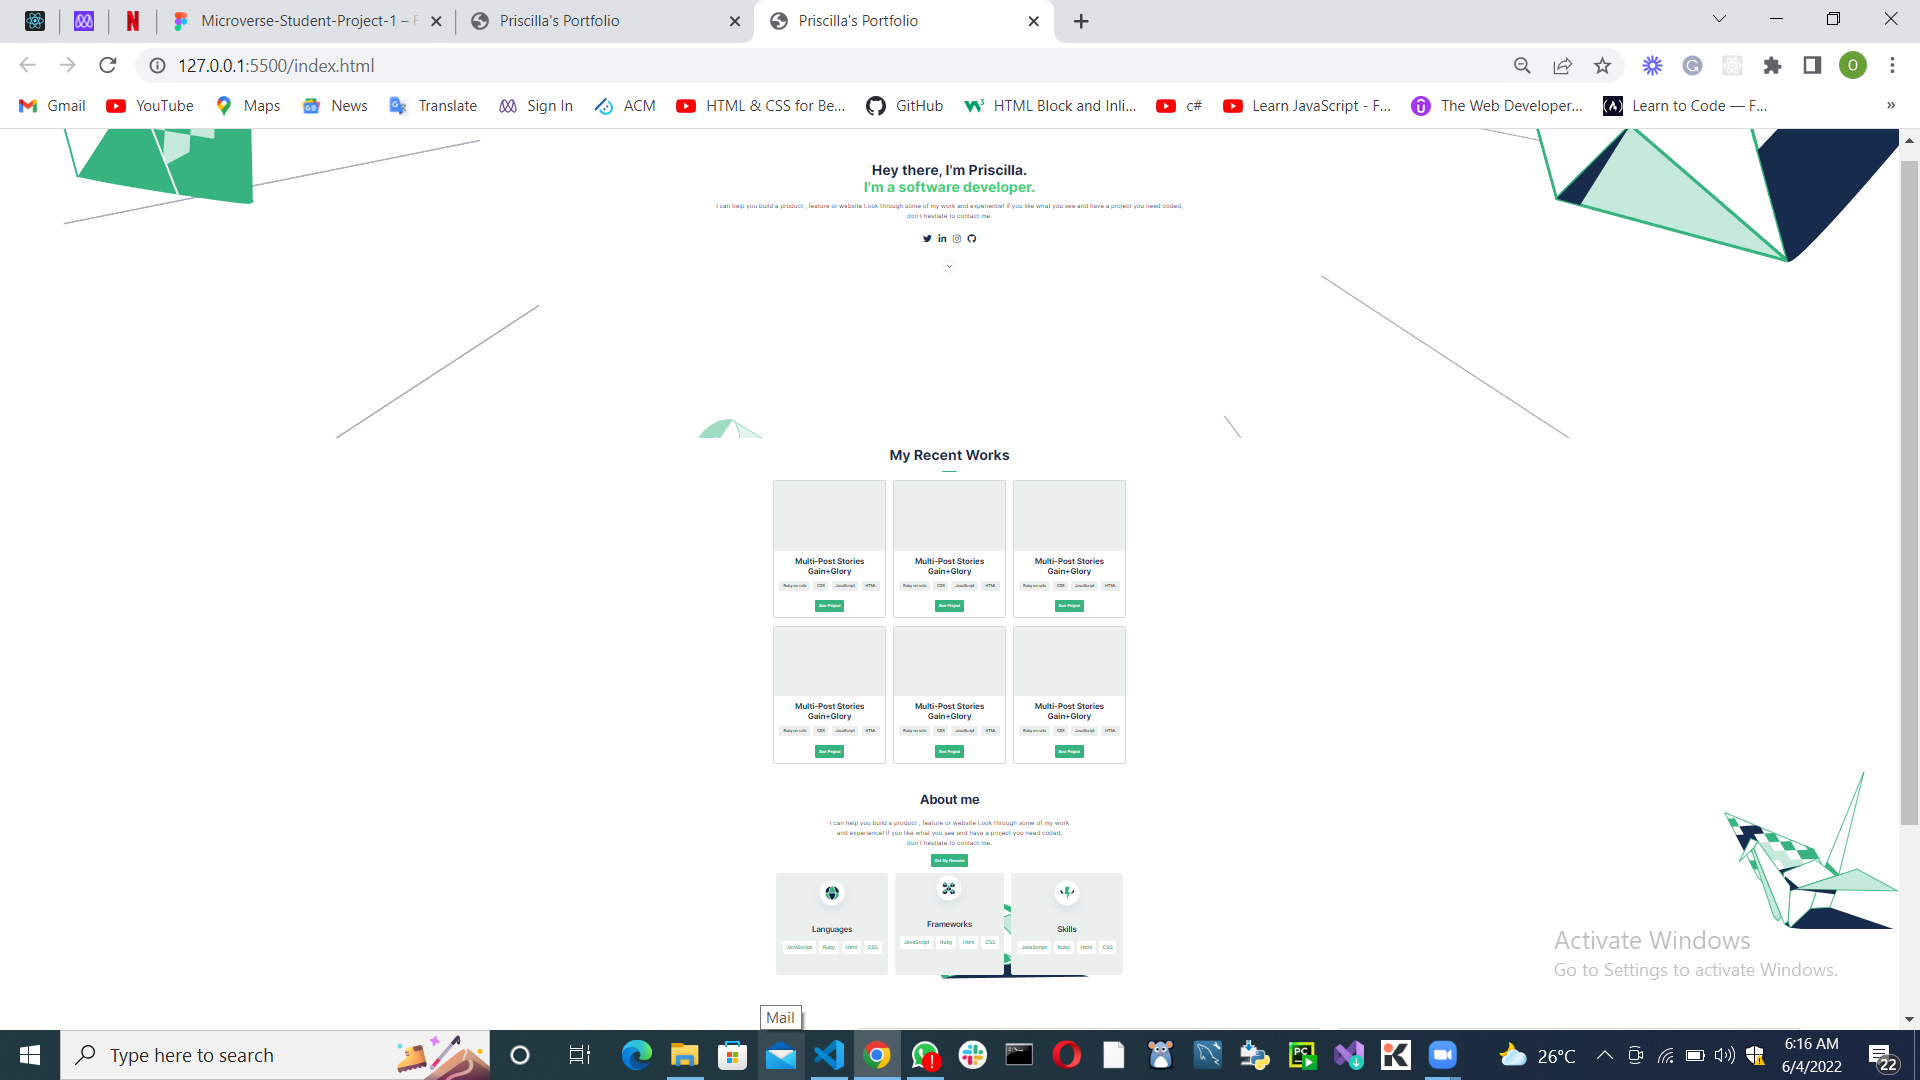 Microverse-Student-Project-1 – F
Priscilla's Portfolio
Priscilla's Portfolio
127.0.0.1:5500/index.html
O
Gmail
YouTube
Maps
News
Translate
Sign In
ACM
HTML & CSS for Be...
GitHub
HTML Block and Inli...
c#
Learn JavaScript - F...
The Web Developer...
Learn to Code — F...
»
Hey there, I'm Priscilla.
I'm a software developer.
I can help you build a product , feature or website Look through some of my work and experience! If you like what you see and have a project you need coded,
don't hestiate to contact me.
My Recent Works
Multi-Post Stories
Gain+Glory
Ruby on rails CSS JavaScript HTML
See Project
Multi-Post Stories
Gain+Glory
Ruby on rails CSS JavaScript HTML
See Project
Multi-Post Stories
Gain+Glory
Ruby on rails CSS JavaScript HTML
See Project
Multi-Post Stories
Gain+Glory
Ruby on rails CSS JavaScript HTML
See Project
Multi-Post Stories
Gain+Glory
Ruby on rails CSS JavaScript HTML
See Project
Multi-Post Stories
Gain+Glory
Ruby on rails CSS JavaScript HTML
See Project
About me
I can help you build a product , feature or website Look through some of my work
and experience! If you like what you see and have a project you need coded,
don't hestiate to contact me.
Get My Resume
Languages
JavaScript Ruby Html CSS
Frameworks
JavaScript Ruby Html CSS
Skills
JavaScript Ruby Html CSS
Activate Windows
Go to Settings to activate Windows.
Mail
Type here to search
26°C
6:16 AM
6/4/2022
22